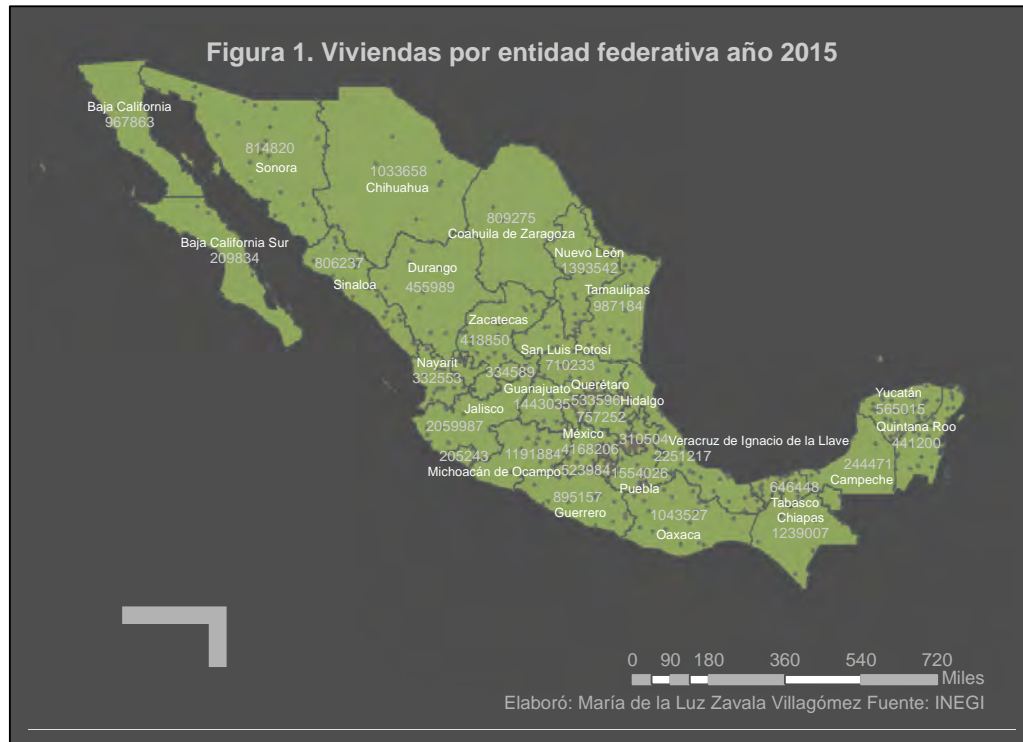 Figura 1. Viviendas por entidad federativa año 2015
Baja California
967863
814820
Sonora
1033658
Chihuahua
809275
Coahuila de Zaragoza
Baja California Sur
209834
Nuevo León
1393542
806237
Sinaloa
Durango
455989
Tamaulipas
987184
Zacatecas
418850
San Luis Potosí
710233
Nayarit
332553
334589
Guanajuato
1443035
Querétaro
533596
Hidalgo
757252
Jalisco
2059987
Yucatán
565015
Quintana Roo
441200
México
4168206
310504
Veracruz de Ignacio de la Llave
2251217
205243
1191884
Michoacán de Ocampo
523984
1554026
Puebla
244471
Campeche
646448
Tabasco
895157
Guerrero
1043527
Oaxaca
Chiapas
1239007
0 90 180 360 540 720
Miles
Elaboró: María de la Luz Zavala Villagómez Fuente: INEGI